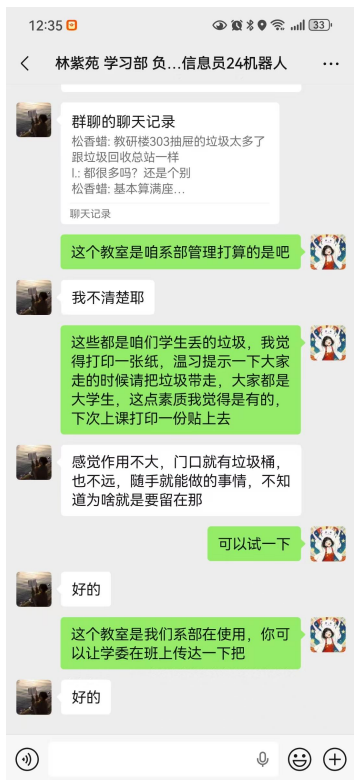 12:35
33
林紫苑 学习部 负...信息员24机器人
群聊的聊天记录
松香蜡: 教研楼303抽屉的垃圾太多了
跟垃圾回收总站一样
I.: 都很多吗？还是个别
松香蜡: 基本算满座...
聊天记录
这个教室是咱系部管理打算的是吧
我不清楚耶
这些都是咱们学生丢的垃圾，我觉
得打印一张纸，温习提示一下大家
走的时候请把垃圾带走，大家都是
大学生，这点素质我觉得是有的，
下次上课打印一份贴上去
感觉作用不大，门口就有垃圾桶，
也不远，随手就能做的事情，不知
道为啥就是要留在那
可以试一下
好的
这个教室是我们系部在使用，你可
以让学委在班上传达一下把
好的